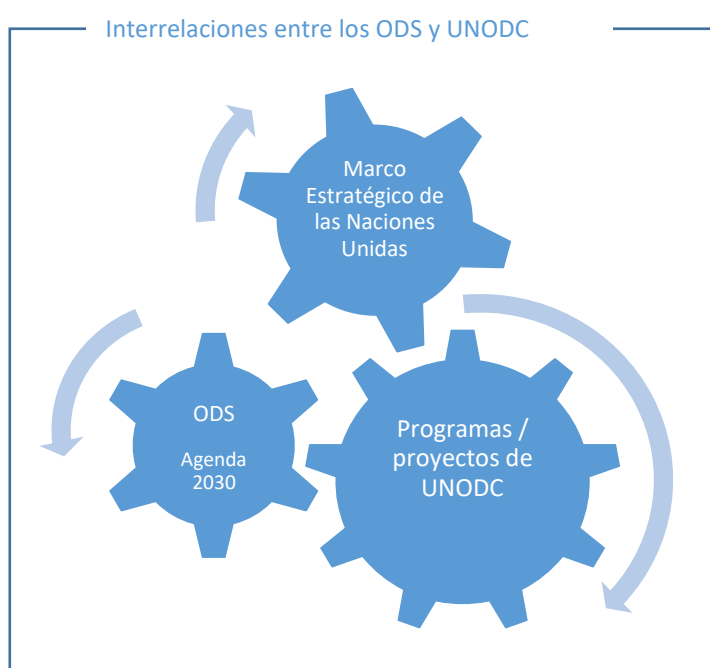 Interrelaciones entre los ODS y UNODC
Marco
Estratégico de
las Naciones
Unidas
ODS
Agenda
2030
Programas /
proyectos de
UNODC